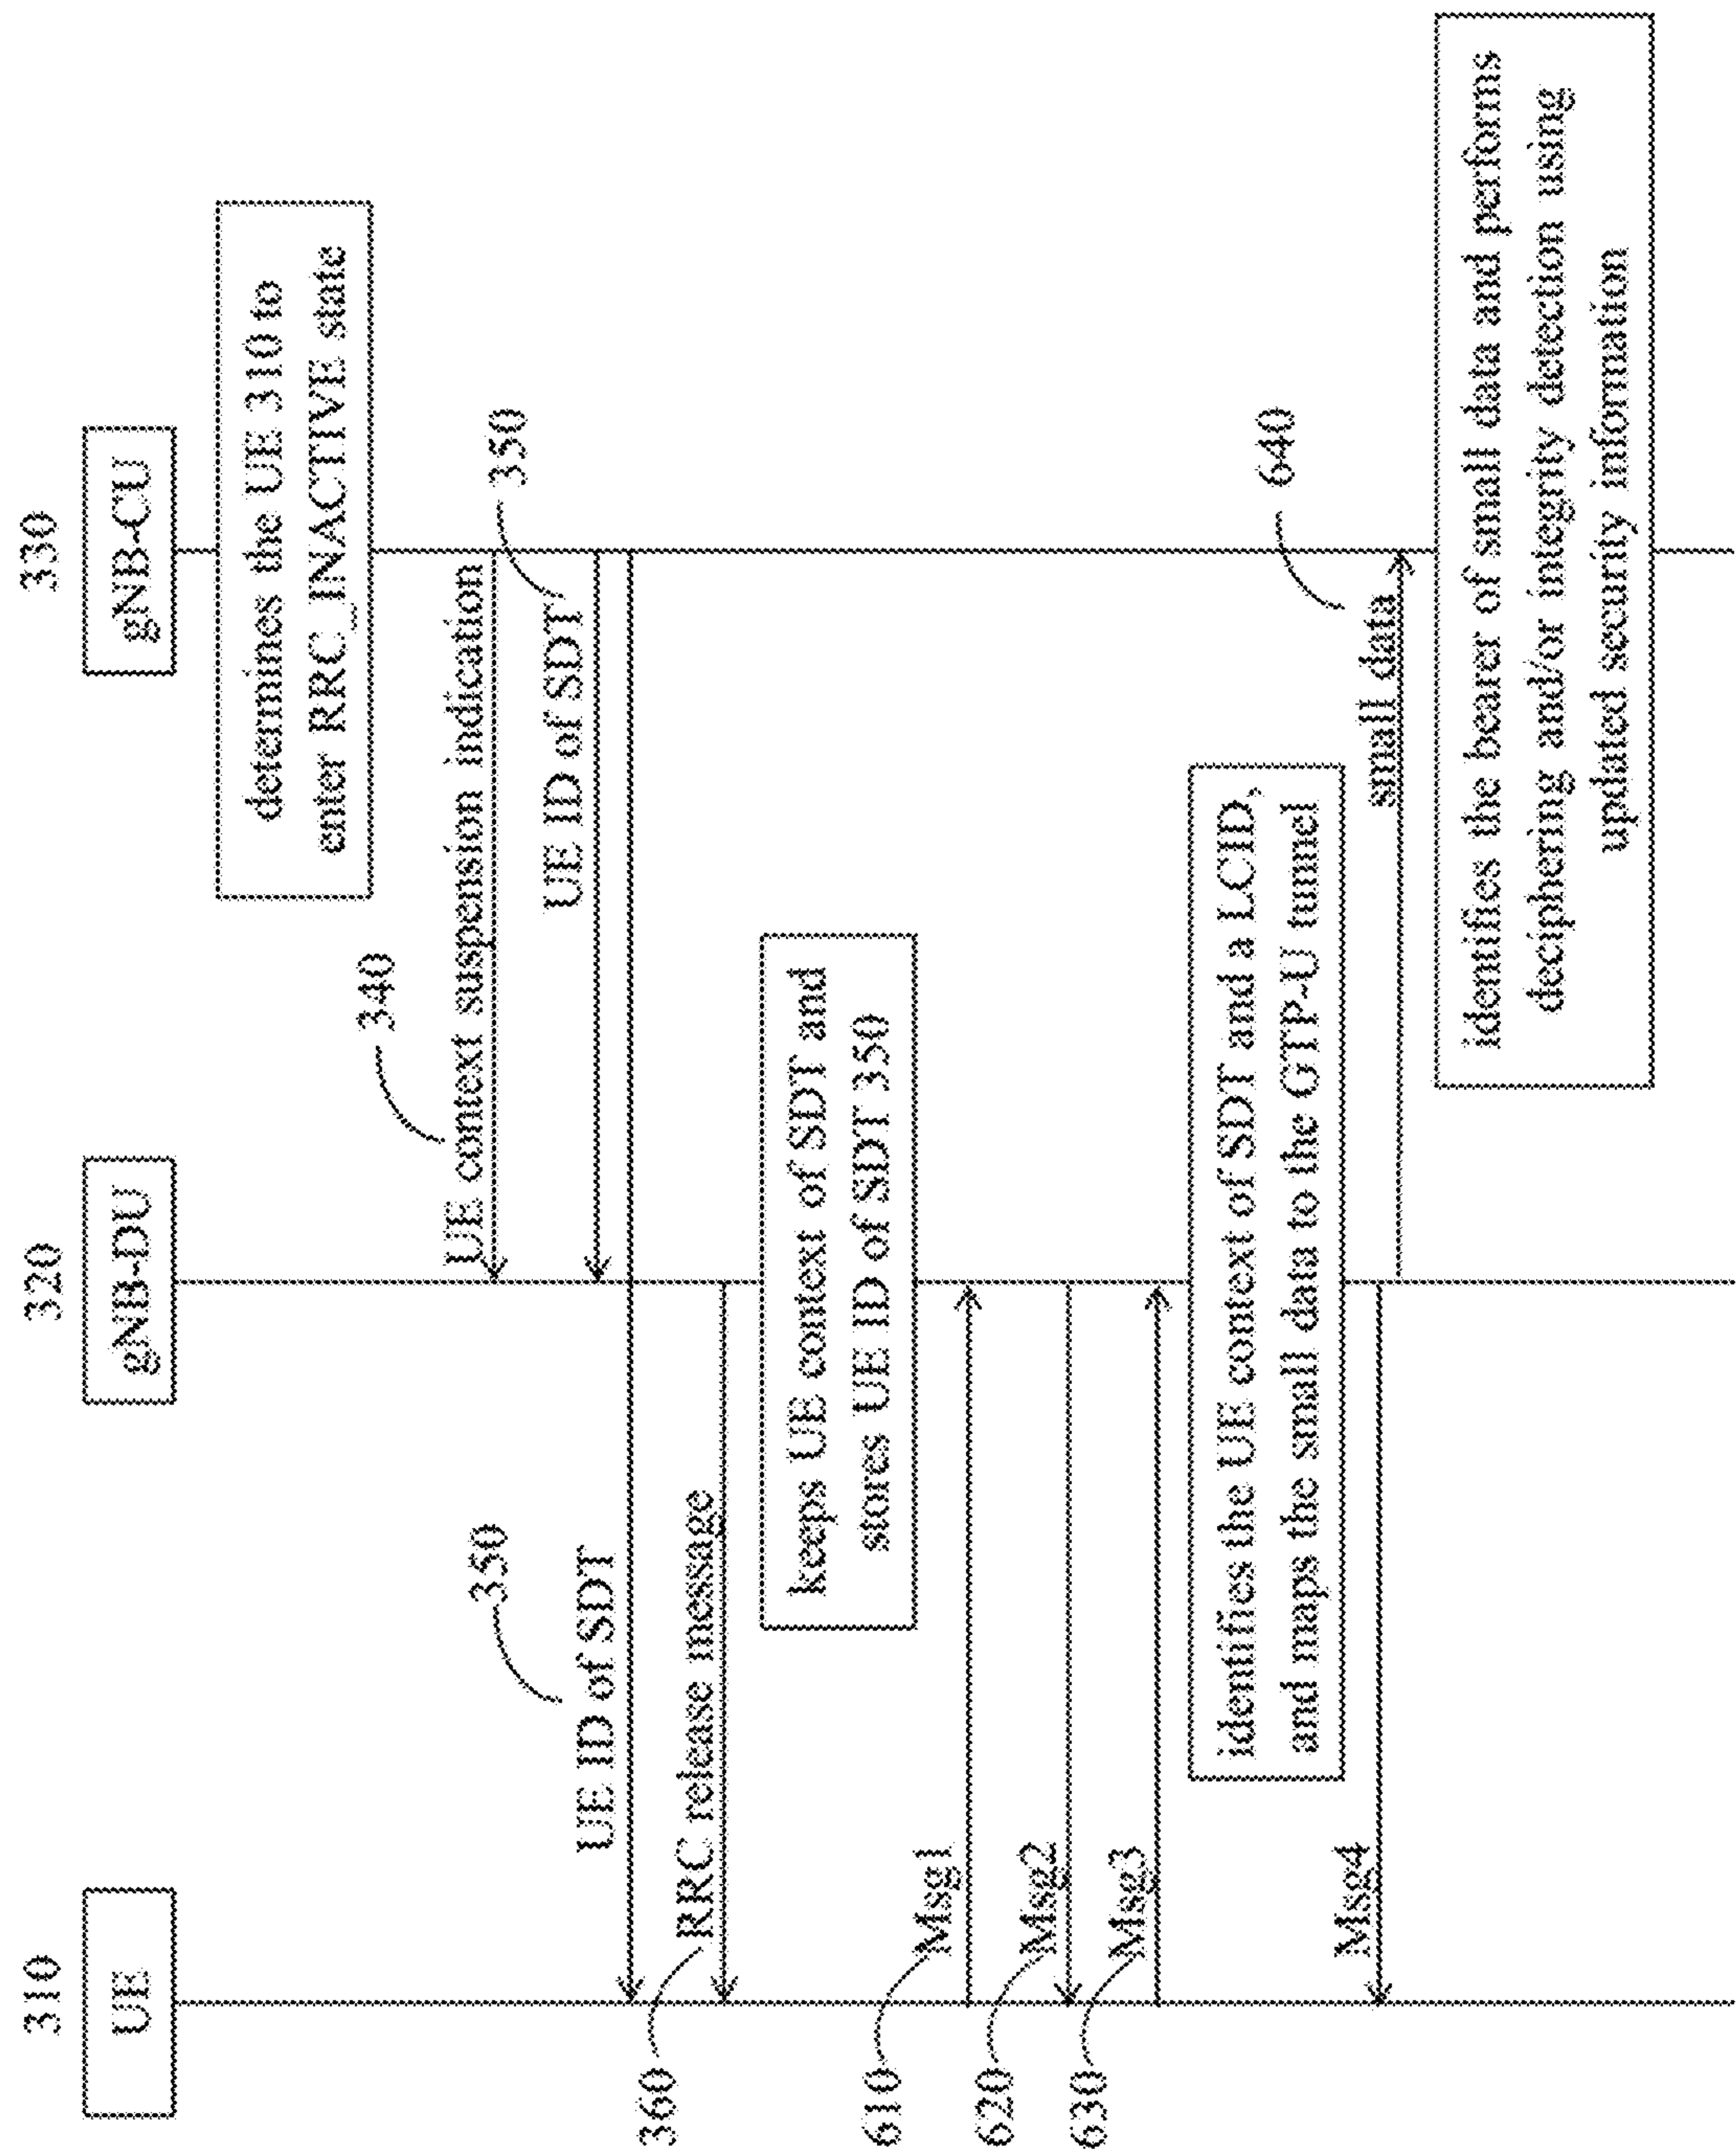 310
UE
320
gNB-DU
330
gNB-CU
determines the UE 310 to
enter RRC_INACTIVE state
340
UE context suspension indication
350
UE ID of SDT
350
UE ID of SDT
360
RRC release message
keeps UE context of SDT and
stores UE ID of SDT 350
610
Msg1
620
Msg2
630
Msg3
identifies the UE context of SDT and a LCID,
and maps the small data to the GTP-U tunnel
Msg4
640
small data
identifies the bearer of small data and performs
deciphering and/or integrity detection using
updated security information